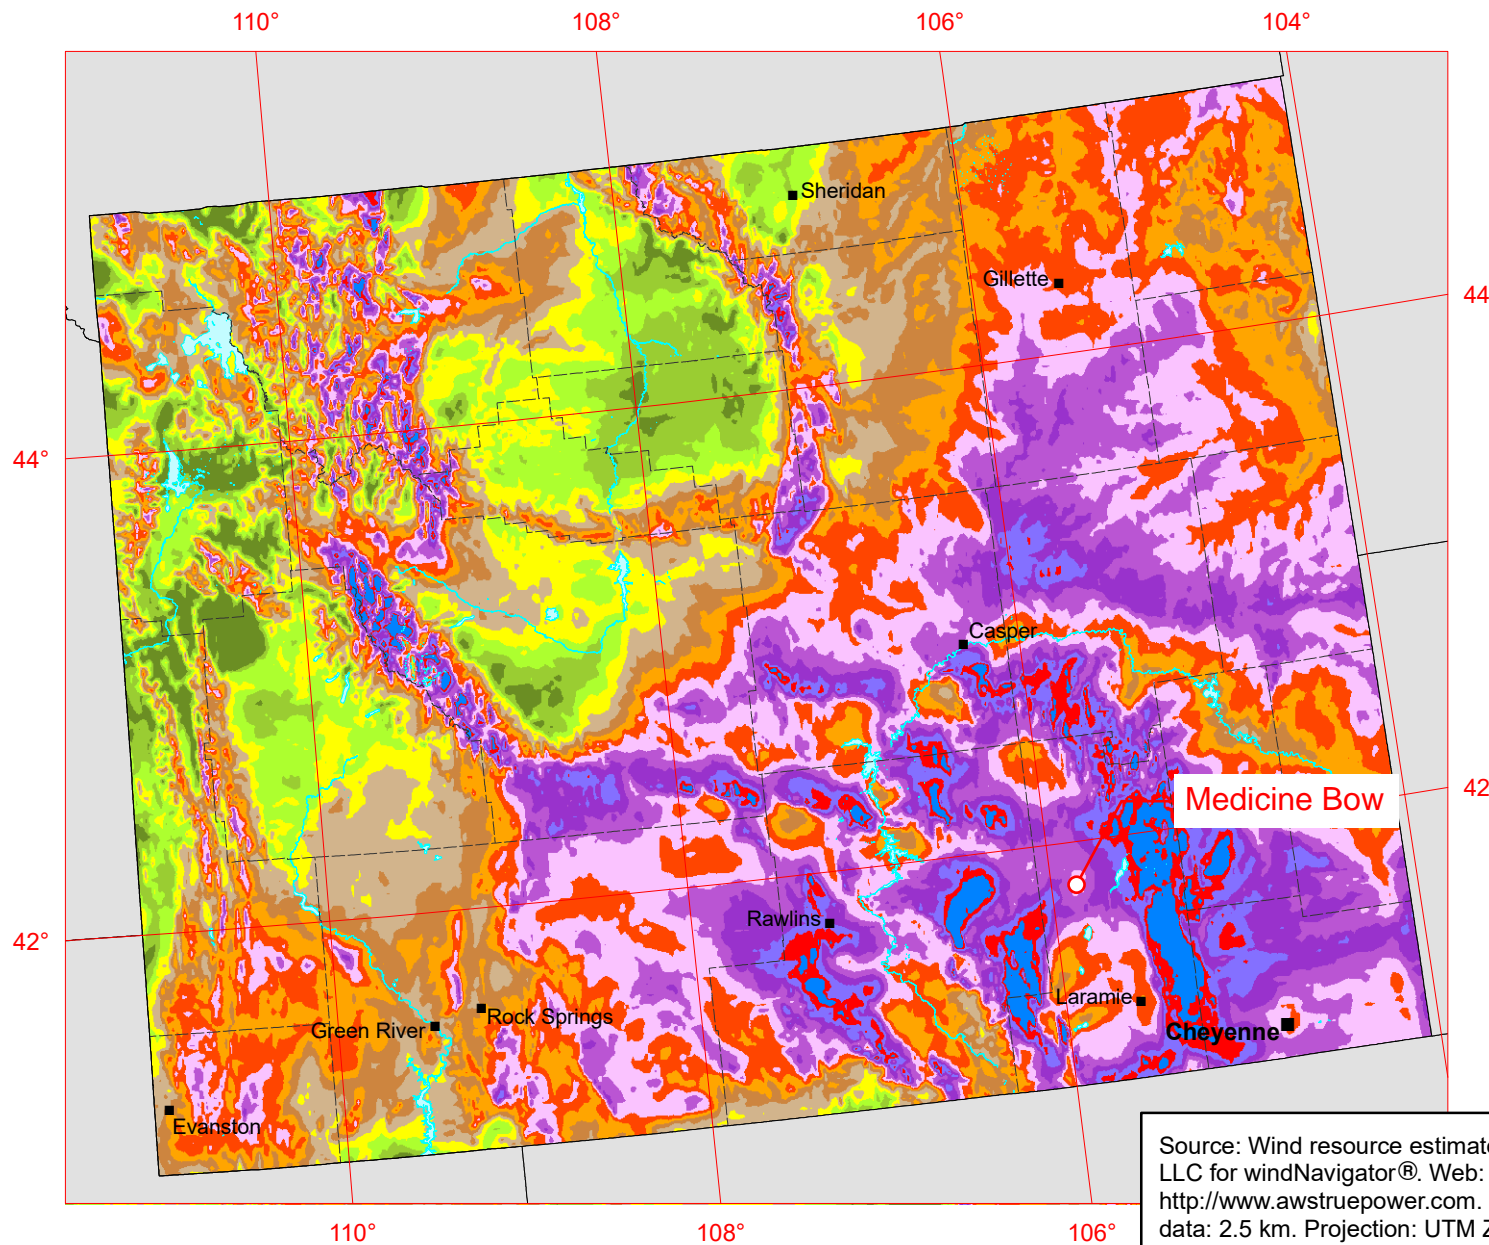 110°
108°
106°
104°
Sheridan
Gillette
44
44°
Casper
42
Medicine Bow
Rawlins
42°
Laramie
Rock Springs
Green River
Cheyenne
Evanston
Source: Wind resource estimate
LLC for windNavigator®. Web:
http://www.awstruepower.com.
data: 2.5 km. Projection: UTM Z
110°
108°
106°